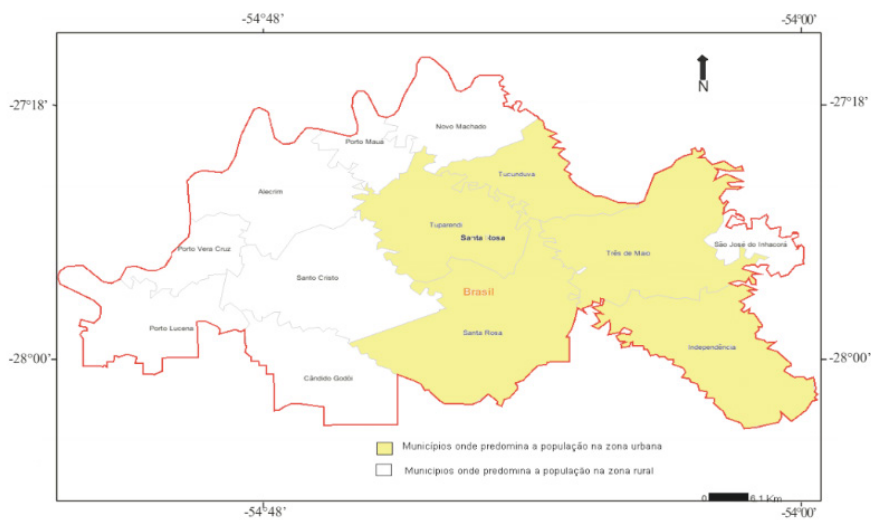 -54°48'
-54°00'
N
-27°18'
-27°18'
Novo Machado
Porto Mauá
Tucunduva
Alecrim
Tuparendi
Santa Rosa
Porto Vera Cruz
São José do Inhacorá
Três de Maio
Santo Cristo
Brasil
Porto Lucena
Santa Rosa
Independência
-28°00'
-28°00'
Cândido Godói
Municípios onde predomina a população na zona urbana
Municípios onde predomina a população na zona rural
0 6.1 Km
-54°48'
-54°00'